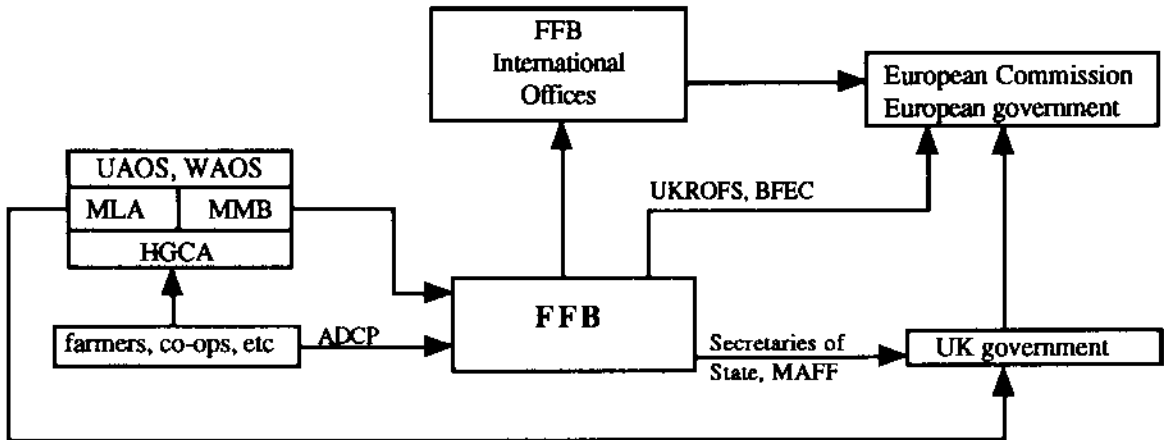 FFB
International
Offices
European Commission
European government
UAOS, WAOS
MLA
MMB
HGCA
UKROFS, BFEC
FFB
farmers, co-ops, etc
ADCP
Secretaries of
State, MAFF
UK government